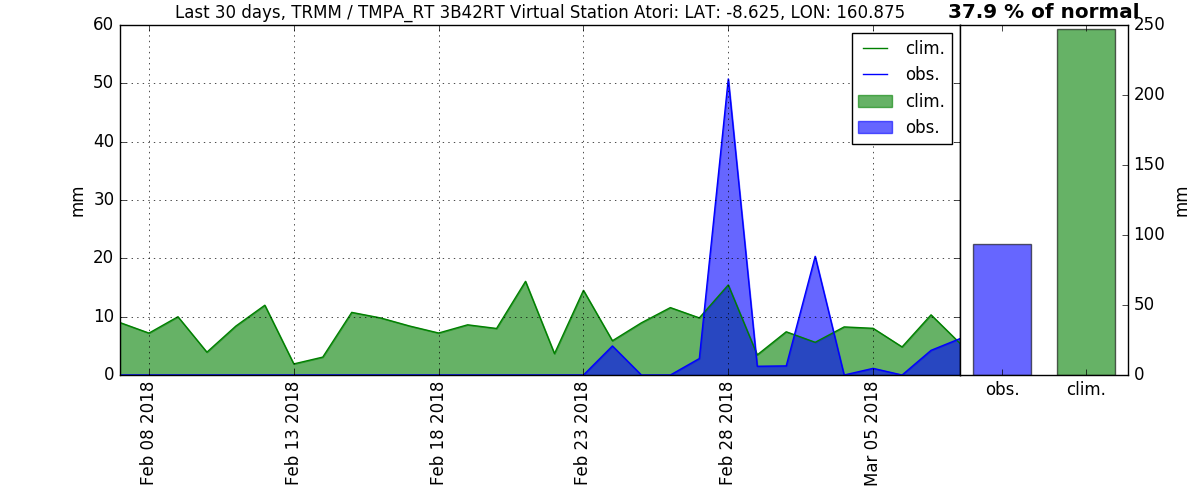 Last 30 days, TRMM / TMPA_RT 3B42RT Virtual Station Atori: LAT: -8.625, LON: 160.875
37.9 % of normal
60
50
40
30
20
10
0
mm
clim.
obs.
clim.
obs.
Feb 08 2018
Feb 13 2018
Feb 18 2018
Feb 23 2018
Feb 28 2018
Mar 05 2018
250
200
150
100
50
0
mm
obs.
clim.